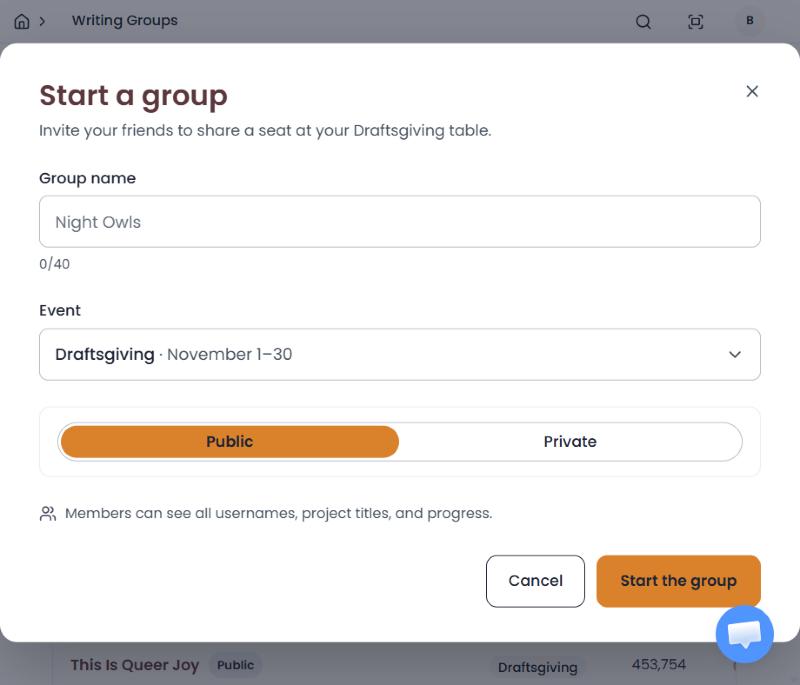 Writing Groups
B
Start a group
Invite your friends to share a seat at your Draftsgiving table.
Group name
Night Owls
0/40
Event
Draftsgiving · November 1–30
Public Private
Members can see all usernames, project titles, and progress.
Cancel Start the group
This Is Queer Joy Public Draftsgiving 453,754